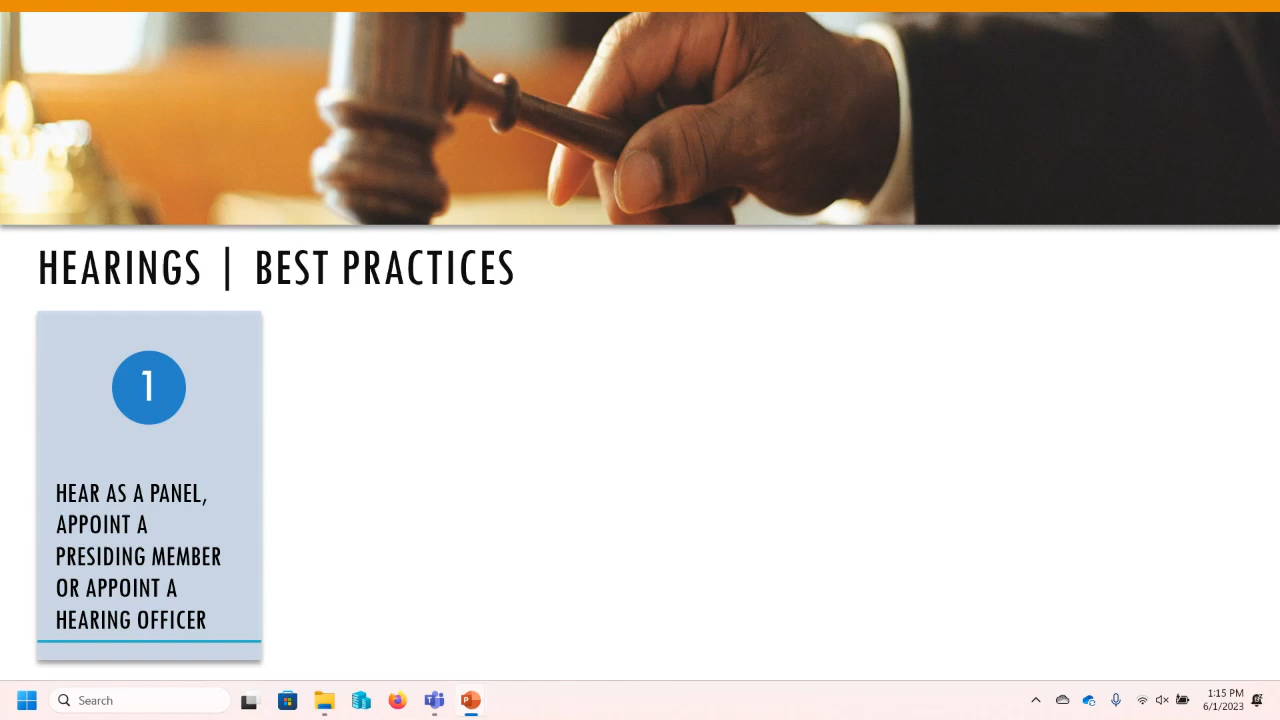 HEARINGS | BEST PRACTICES
1
HEAR AS A PANEL,
APPOINT A
PRESIDING MEMBER
OR APPOINT A
HEARING OFFICER
Search
1:15 PM
6/1/2023